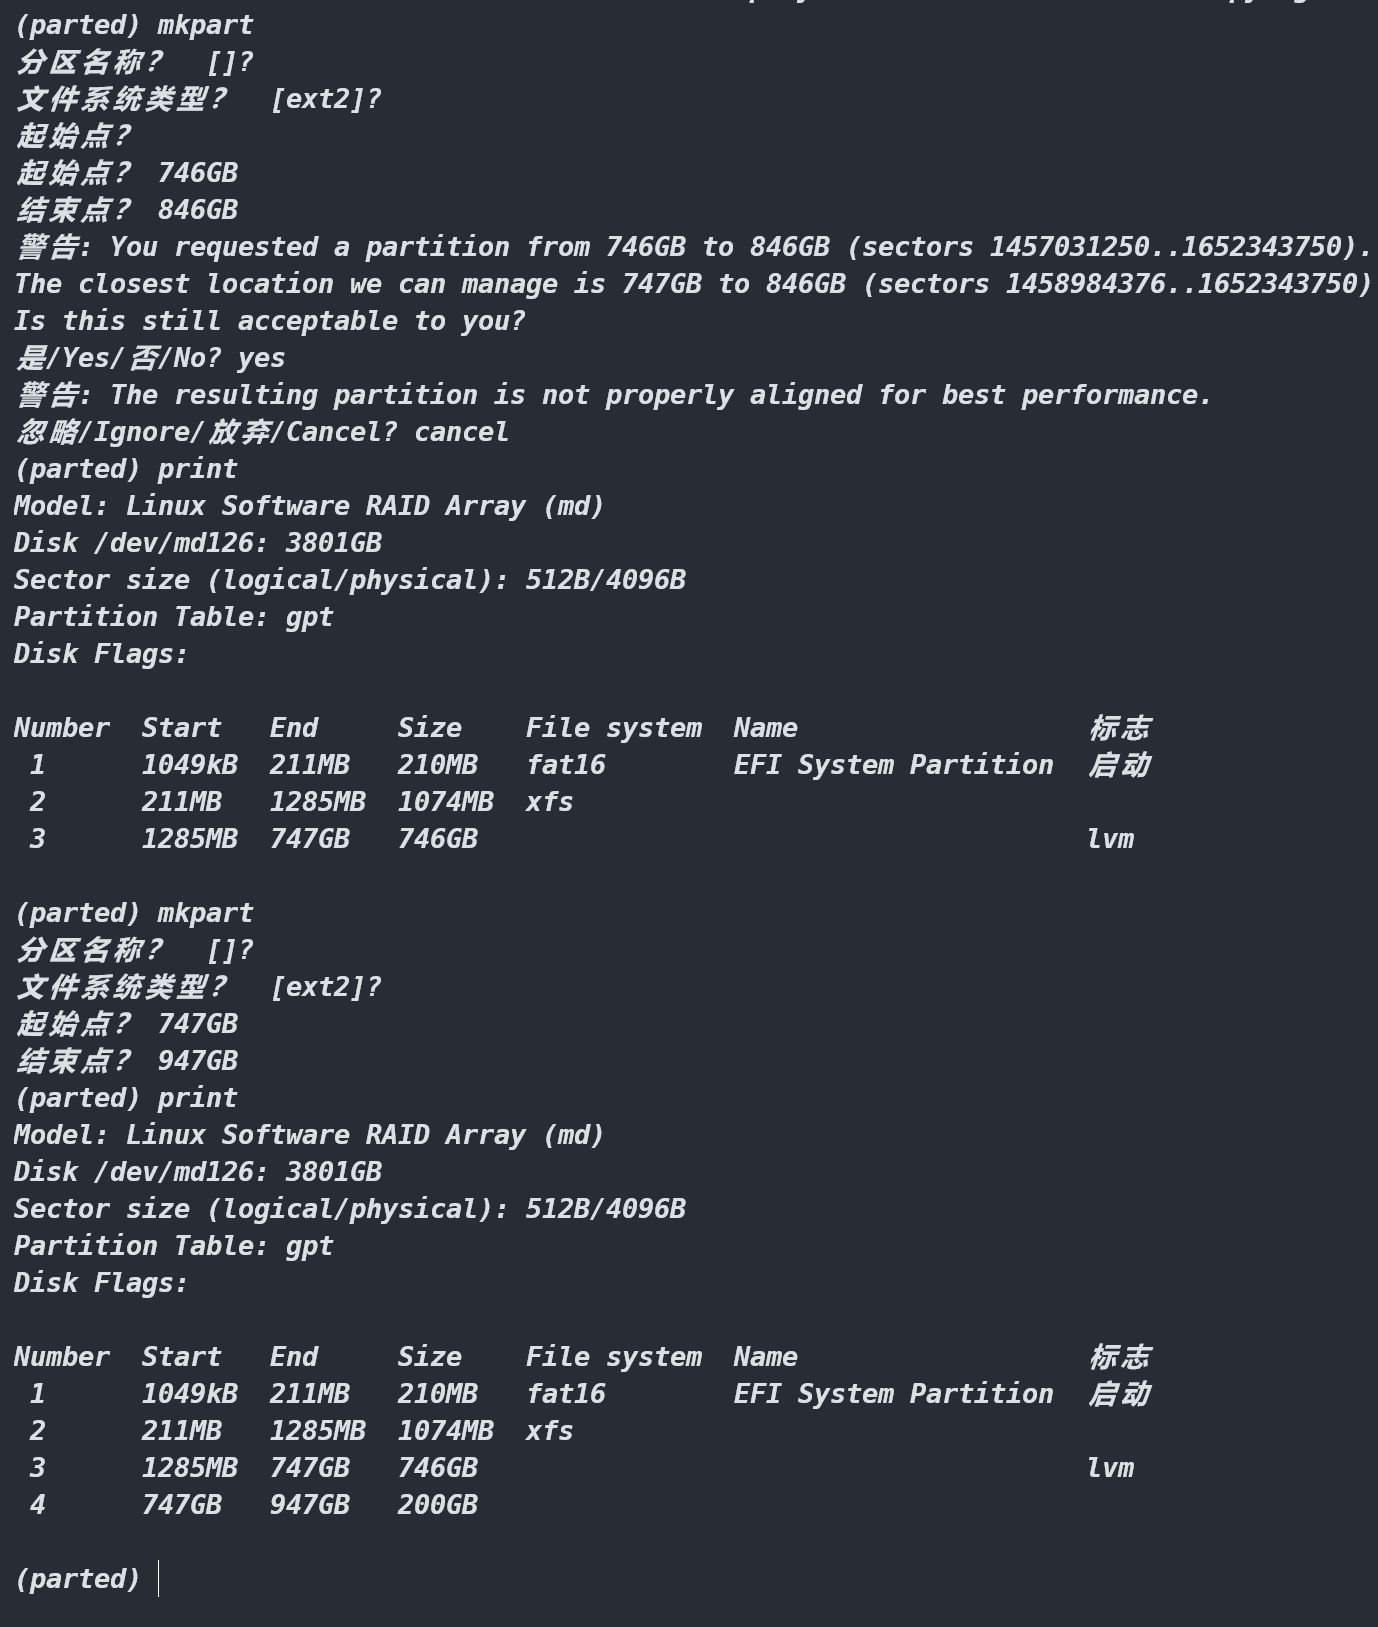 (parted) mkpart
分区名称？  []?
文件系统类型？  [ext2]?
起始点？
起始点？ 746GB
结束点？ 846GB
警告: You requested a partition from 746GB to 846GB (sectors 1457031250..1652343750).
The closest location we can manage is 747GB to 846GB (sectors 1458984376..1652343750)
Is this still acceptable to you?
是/Yes/否/No? yes
警告: The resulting partition is not properly aligned for best performance.
忽略/Ignore/放弃/Cancel? cancel
(parted) print
Model: Linux Software RAID Array (md)
Disk /dev/md126: 3801GB
Sector size (logical/physical): 512B/4096B
Partition Table: gpt
Disk Flags:
Number  Start   End     Size    File system  Name                  标志
 1      1049kB  211MB   210MB   fat16        EFI System Partition  启动
 2      211MB   1285MB  1074MB  xfs
 3      1285MB  747GB   746GB                                      lvm
(parted) mkpart
分区名称？  []?
文件系统类型？  [ext2]?
起始点？ 747GB
结束点？ 947GB
(parted) print
Model: Linux Software RAID Array (md)
Disk /dev/md126: 3801GB
Sector size (logical/physical): 512B/4096B
Partition Table: gpt
Disk Flags:
Number  Start   End     Size    File system  Name                  标志
 1      1049kB  211MB   210MB   fat16        EFI System Partition  启动
 2      211MB   1285MB  1074MB  xfs
 3      1285MB  747GB   746GB                                      lvm
 4      747GB   947GB   200GB
(parted)